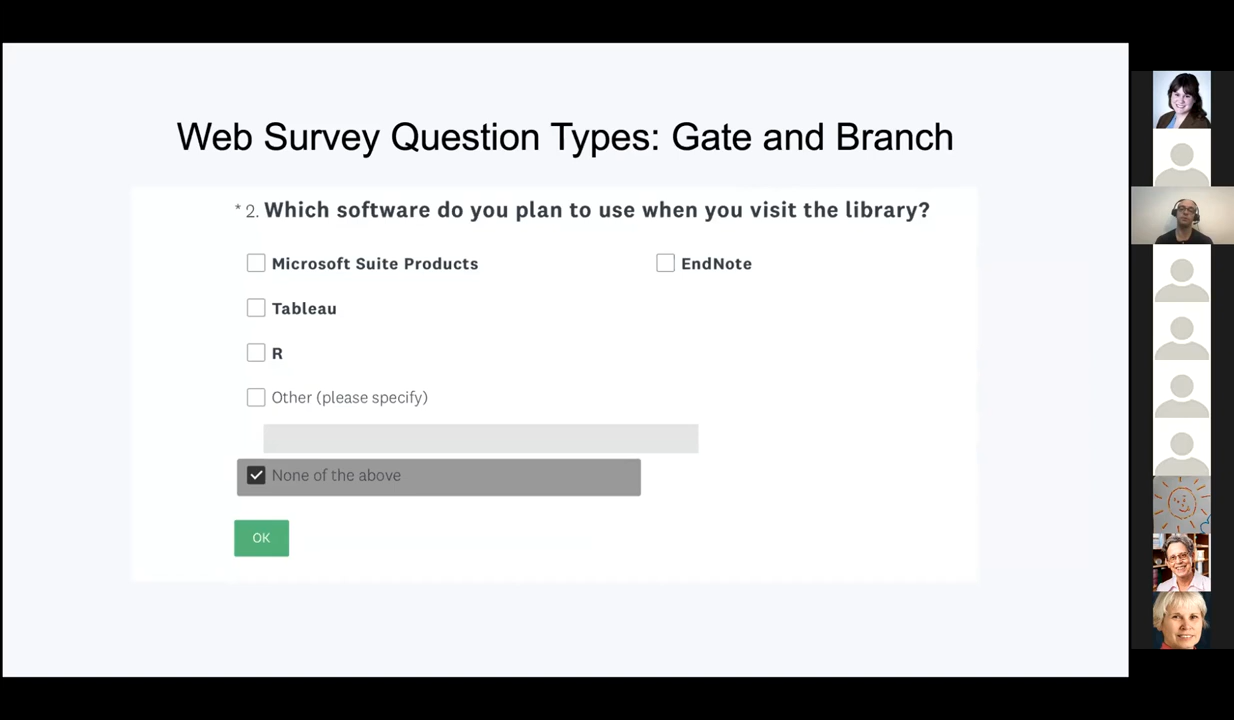 Web Survey Question Types: Gate and Branch
* 2. Which software do you plan to use when you visit the library?
Microsoft Suite Products
EndNote
Tableau
R
Other (please specify)
None of the above
OK